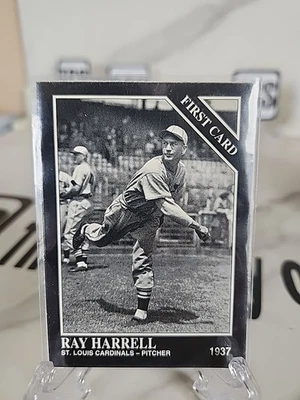 FIRST CARD
RAY HARRELL
ST. LOUIS CARDINALS – PITCHER 1937